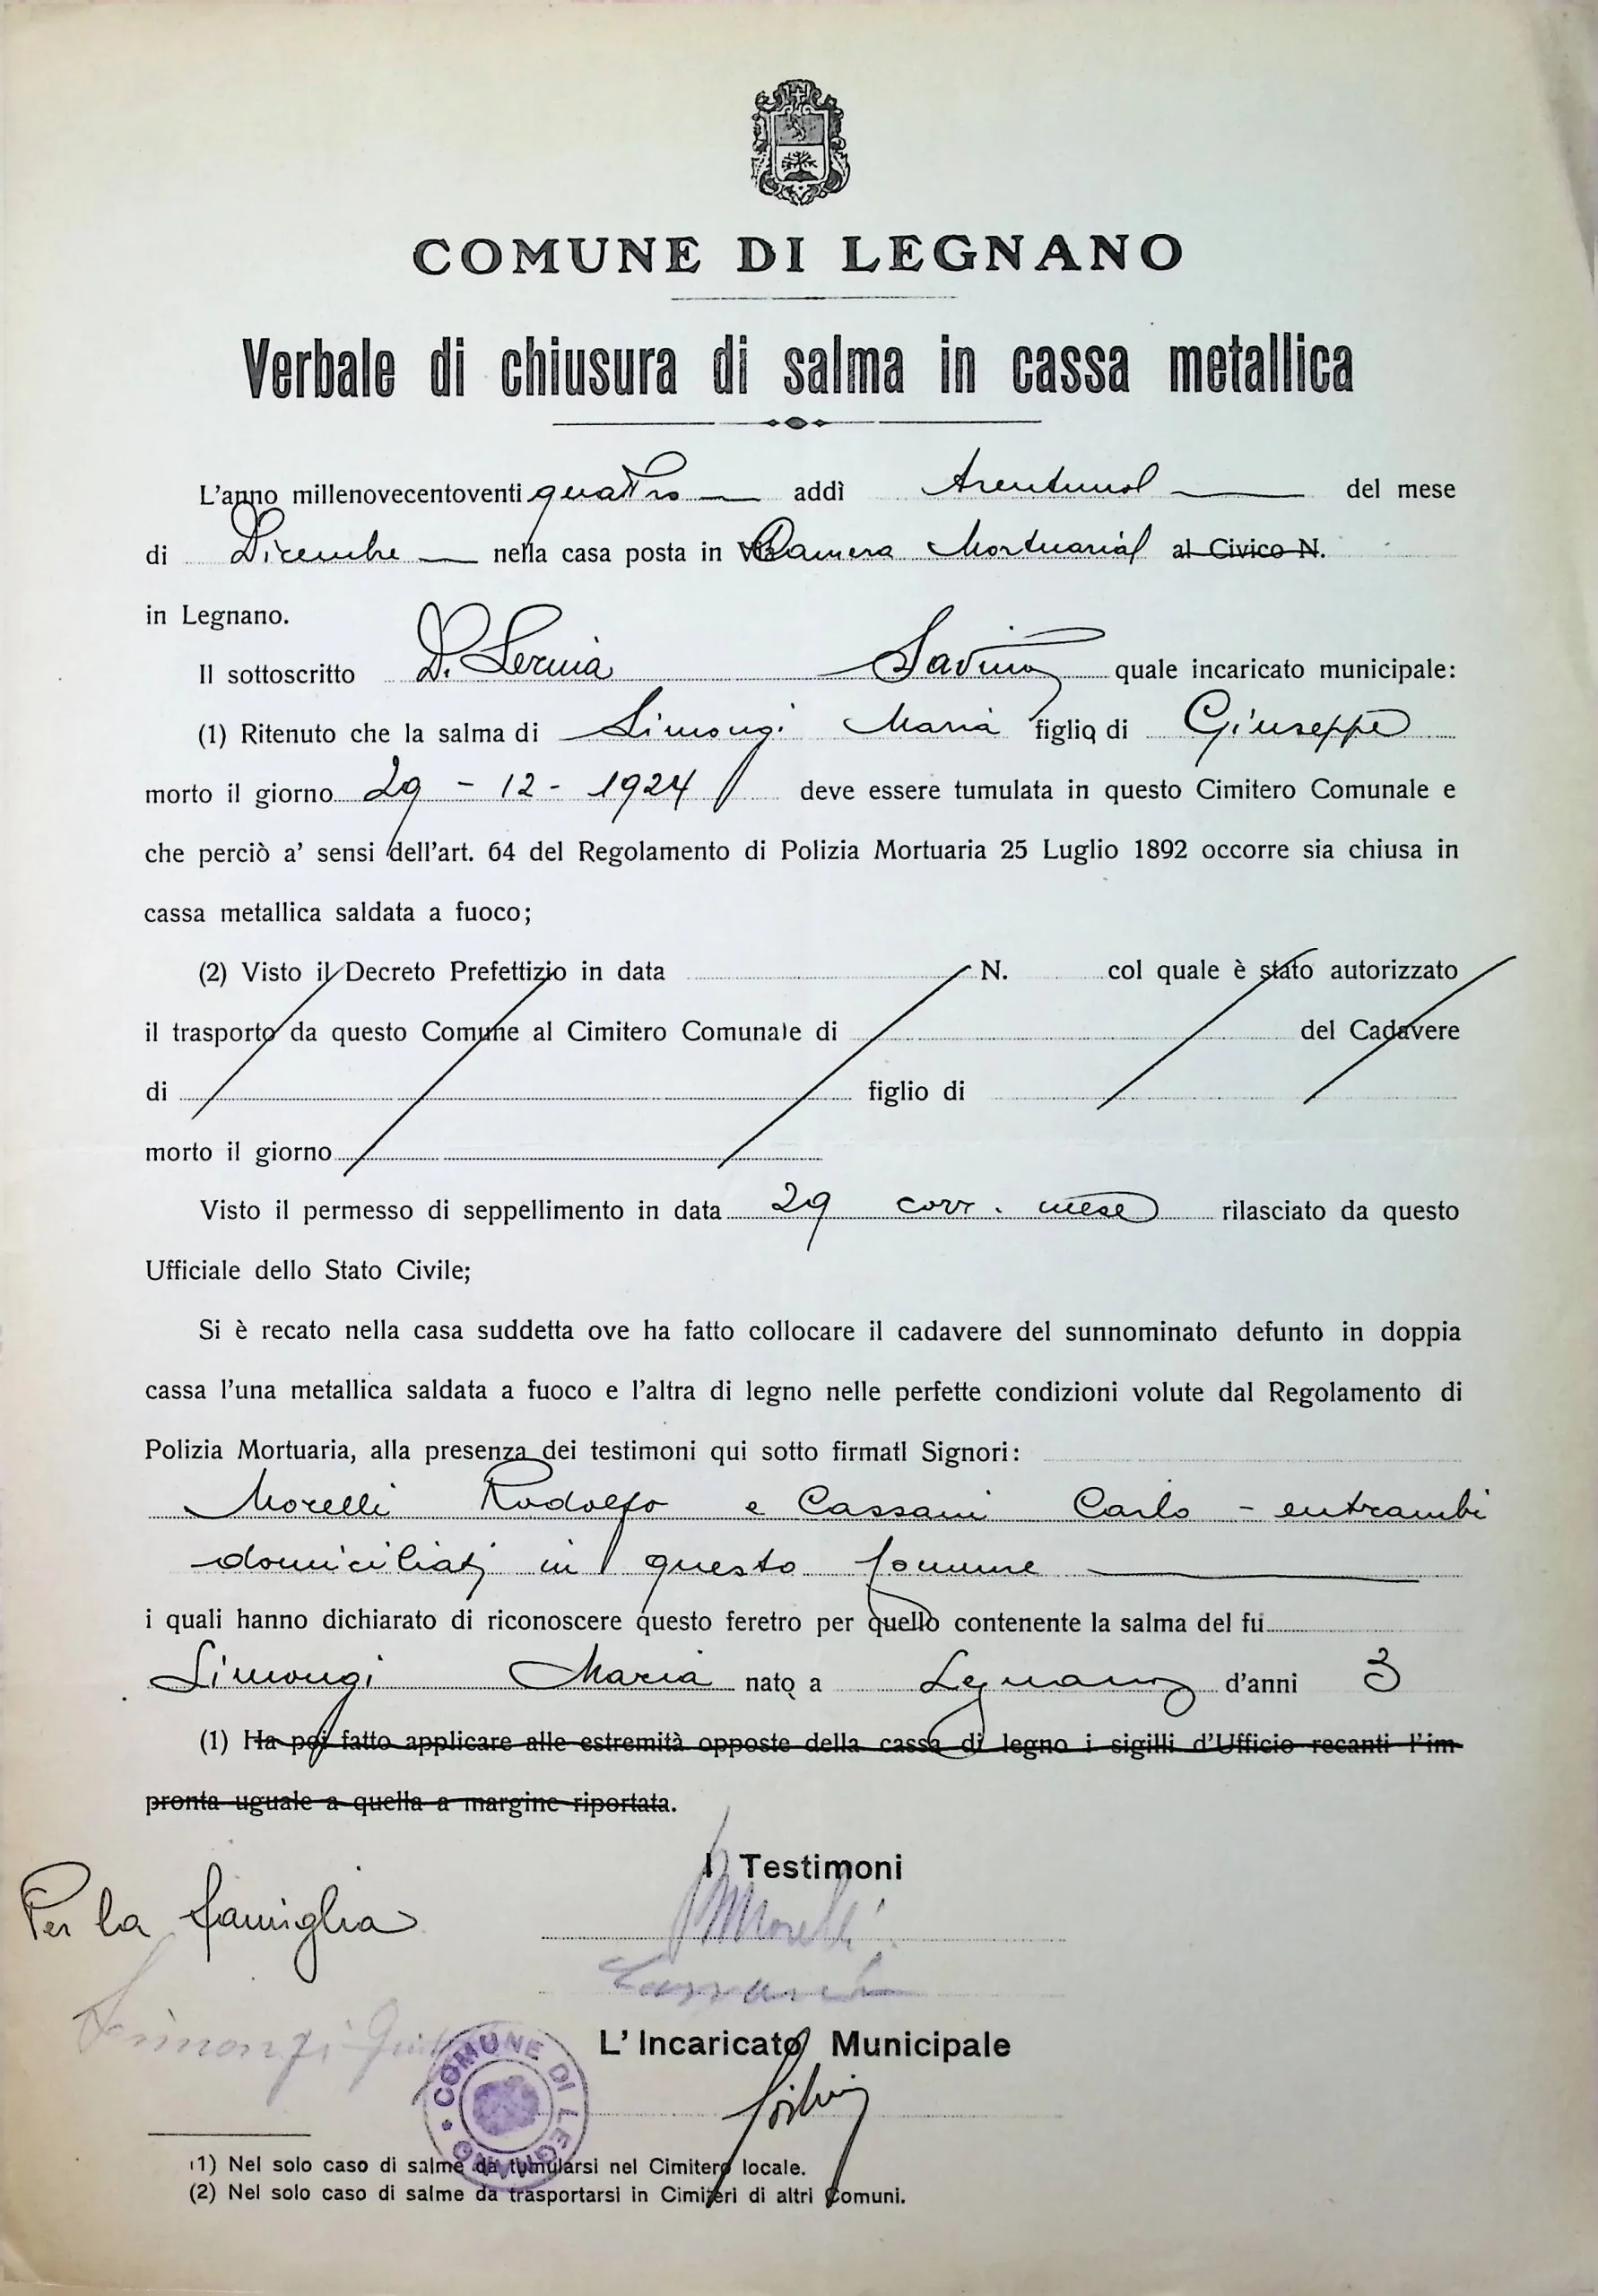 COMUNE DI LEGNANO
Verbale di chiusura di salma in cassa metallica
L'anno millenovecentoventi quattro addì trentuno del mese
di Dicembre nella casa posta in Via Camera Mortuaria al Civico N.
in Legnano.
Il sottoscritto Savino quale incaricato municipale:
(1) Ritenuto che la salma di Limongi Maria figlia di Giuseppe
morto il giorno 29 - 12 - 1924 deve essere tumulata in questo Cimitero Comunale e
che perciò a' sensi dell'art. 64 del Regolamento di Polizia Mortuaria 25 Luglio 1892 occorre sia chiusa in
cassa metallica saldata a fuoco;
(2) Visto il Decreto Prefettizio in data N. col quale è stato autorizzato
il trasporto da questo Comune al Cimitero Comunale di del Cadavere
di figlio di
morto il giorno
Visto il permesso di seppellimento in data 29 corr. mese rilasciato da questo
Ufficiale dello Stato Civile;
Si è recato nella casa suddetta ove ha fatto collocare il cadavere del sunnominato defunto in doppia
cassa l'una metallica saldata a fuoco e l'altra di legno nelle perfette condizioni volute dal Regolamento di
Polizia Mortuaria, alla presenza dei testimoni qui sotto firmatI Signori:
Morelli Rodolfo e Cassani Carlo - entrambi
domiciliati in questo Comune
i quali hanno dichiarato di riconoscere questo feretro per quello contenente la salma del fu
Limongi Maria nata a Legnano d'anni 3
(1) Ha poi fatto applicare alle estremità opposte della cassa di legno i sigilli d'Ufficio recanti l'im
pronta uguale a quella a margine riportata.
I Testimoni
Per la famiglia
Morelli
Cassani
Limongi
L'Incaricato Municipale
COMUNE DI LEGNANO
(1) Nel solo caso di salme da tumularsi nel Cimitero locale.
(2) Nel solo caso di salme da trasportarsi in Cimiteri di altri Comuni.